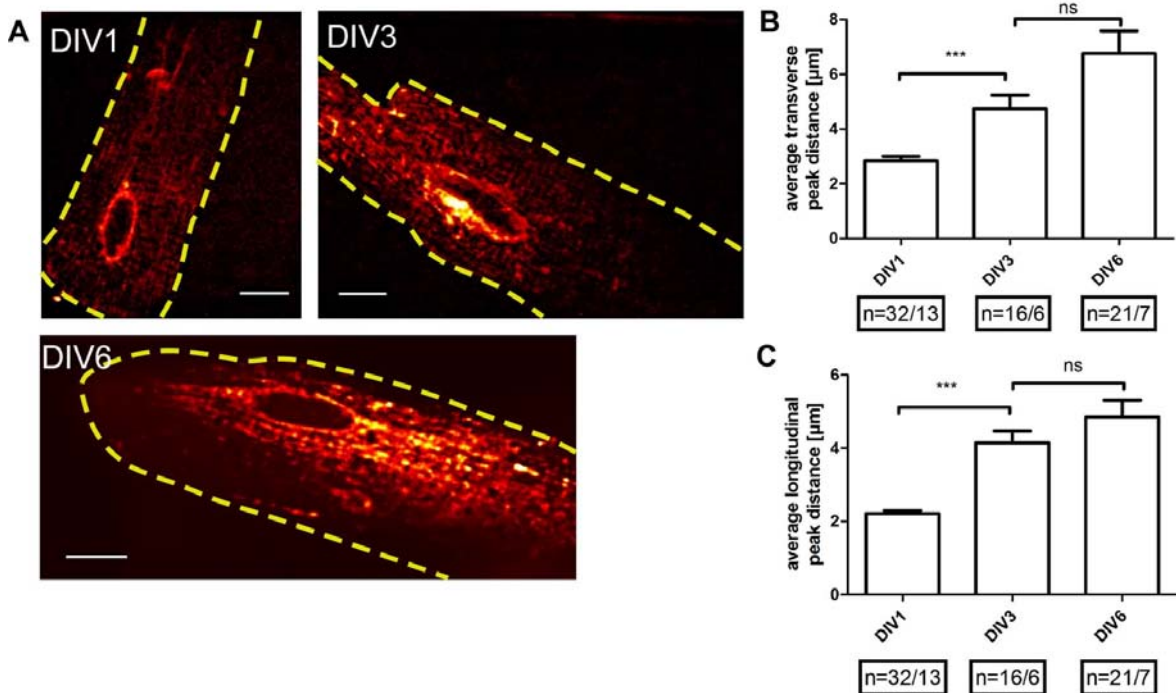 A
DIV1
DIV3
DIV6
B
average transverse
peak distance [µm]
8
6
4
2
0
***
ns
DIV1
DIV3
DIV6
n=32/13
n=16/6
n=21/7
C
average longitudinal
peak distance [µm]
6
4
2
0
***
ns
DIV1
DIV3
DIV6
n=32/13
n=16/6
n=21/7